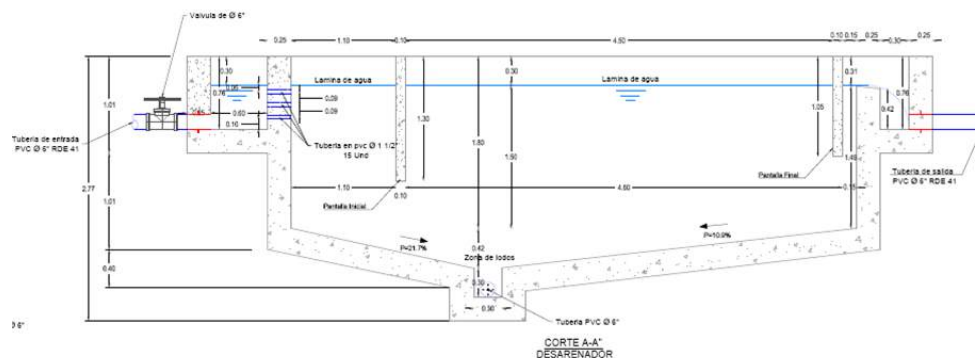 Valvula de Ø 6"
0.25
1.10
0.10
4.50
0.10
0.15
0.25
0.30
0.25
0.30
Lamina de agua
0.30
Lamina de agua
0.31
1.01
0.76
0.09
0.09
1.05
0.76
0.60
1.30
0.42
0.10
Tuberia de entrada
PVC Ø 6" RDE 41
Tuberia en pvc Ø 1 1/2"
15 Und
1.80
1.50
Pantalla Final
1.49
Tuberia de salida
PVC Ø 6" RDE 41
2.77
1.10
4.60
0.15
0.10
Pantalla Inicial
1.01
P=21.7%
P=10.9%
0.42
Zona de lodos
0.40
0.30
Tuberia PVC Ø 6"
CORTE A-A"
DESARENADOR